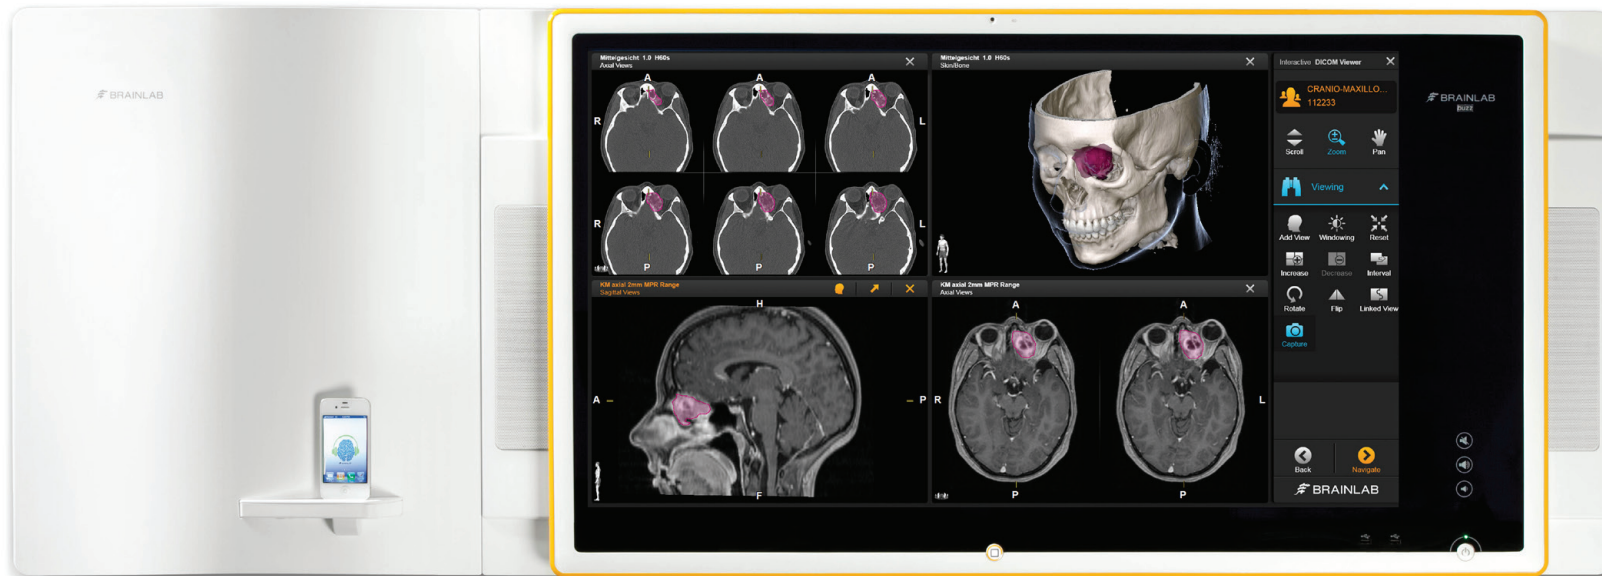 BRAINLAB
Mittelgesicht 1.0 H60s
Axial Views
A
A
A
R
L
R
L
P
P
P
Mittelgesicht 1.0 H60s
Skin/Bone
KM axial 2mm MPR Range
Sagittal Views
H
A
P
F
KM axial 2mm MPR Range
Axial Views
A
A
R
L
P
P
Interactive DICOM Viewer
CRANIO-MAXILLO...
112233
Scroll
Zoom
Pan
Viewing
Add View
Windowing
Reset
Increase
Decrease
Interval
Rotate
Flip
Linked View
Capture
Back
Navigate
BRAINLAB
BRAINLAB
buzz